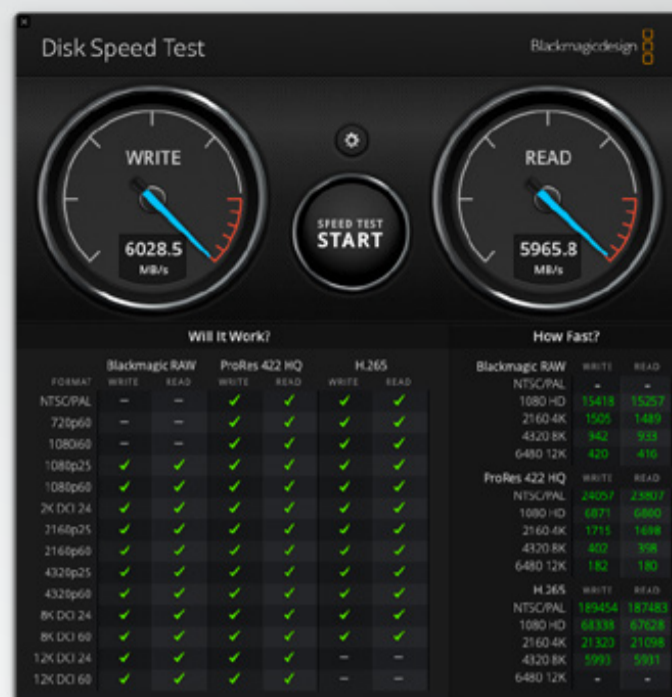 Disk Speed Test
Blackmagicdesign
WRITE
6028.5
MB/s
SPEED TEST
START
READ
5965.8
MB/s
Will It Work?
Blackmagic RAW ProRes 422 HQ H.265
FORMAT WRITE READ WRITE READ WRITE READ
NTSC/PAL – – ✓ ✓ ✓ ✓
720p60 – – ✓ ✓ ✓ ✓
1080i60 – – ✓ ✓ ✓ ✓
1080p25 ✓ ✓ ✓ ✓ ✓ ✓
1080p60 ✓ ✓ ✓ ✓ ✓ ✓
2K DCI 24 ✓ ✓ ✓ ✓ ✓ ✓
2160p25 ✓ ✓ ✓ ✓ ✓ ✓
2160p60 ✓ ✓ ✓ ✓ ✓ ✓
4320p25 ✓ ✓ ✓ ✓ ✓ ✓
4320p60 ✓ ✓ ✓ ✓ ✓ ✓
8K DCI 24 ✓ ✓ ✓ ✓ ✓ ✓
8K DCI 60 ✓ ✓ ✓ ✓ ✓ ✓
12K DCI 24 ✓ ✓ ✓ ✓ – –
12K DCI 60 ✓ ✓ ✓ ✓ – –
How Fast?
Blackmagic RAW WRITE READ
NTSC/PAL - -
1080 HD 15418 15257
2160 4K 1505 1489
4320 8K 942 933
6480 12K 420 416
ProRes 422 HQ WRITE READ
NTSC/PAL 24057 23807
1080 HD 6871 6800
2160 4K 1715 1698
4320 8K 402 398
6480 12K 182 180
H.265 WRITE READ
NTSC/PAL 189454 187483
1080 HD 68338 67628
2160 4K 21320 21098
4320 8K 5993 5931
6480 12K - -